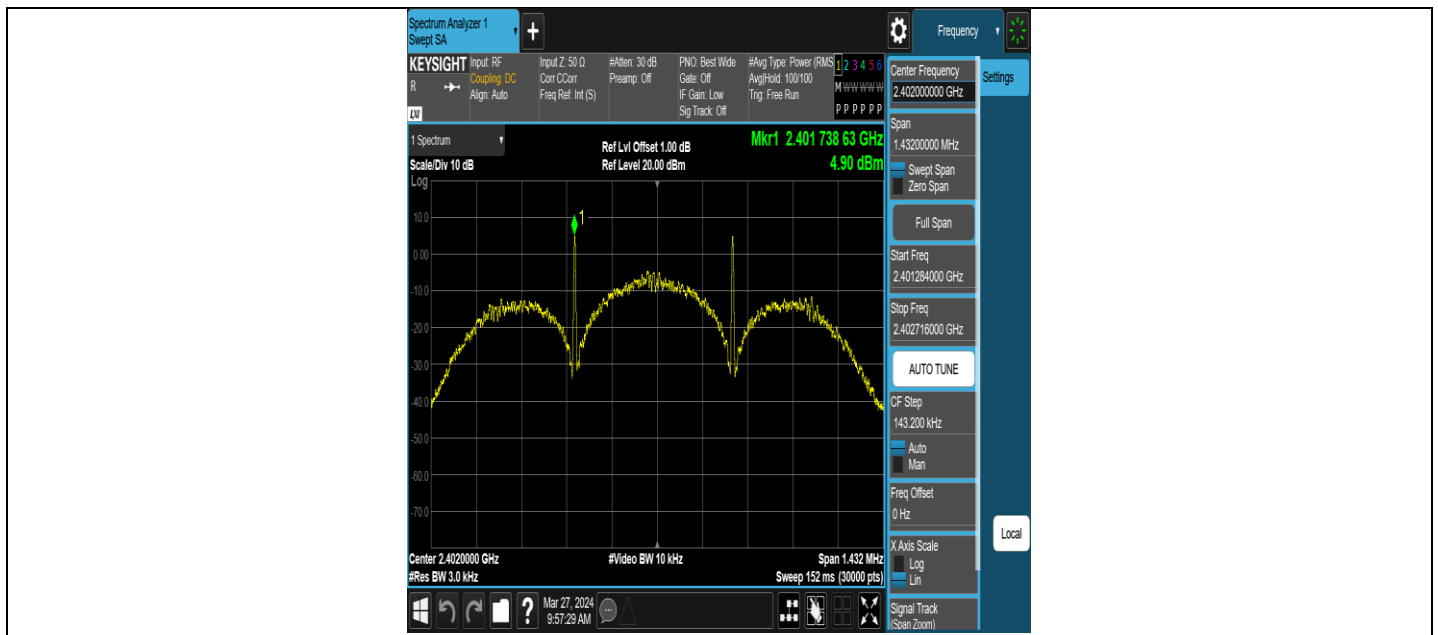 Spectrum Analyzer 1
Swept SA
+
Frequency
KEYSIGHT
R
LXI
Input: RF
Coupling: DC
Align: Auto
Input Z: 50 Ω
Corr CCorr
Freq Ref: Int (S)
#Atten: 30 dB
Preamp: Off
PNO: Best Wide
Gate: Off
IF Gain: Low
Sig Track: Off
#Avg Type: Power (RMS
Avg|Hold: 100/100
Trig: Free Run
1 2 3 4 5 6
M W W W W W
P P P P P P
1 Spectrum
Scale/Div 10 dB
Log
Ref Lvl Offset 1.00 dB
Ref Level 20.00 dBm
Mkr1 2.401 738 63 GHz
4.90 dBm
1
10.0
0.00
-10.0
-20.0
-30.0
-40.0
-50.0
-60.0
-70.0
Center 2.4020000 GHz
#Res BW 3.0 kHz
#Video BW 10 kHz
Span 1.432 MHz
Sweep 152 ms (30000 pts)
Center Frequency
2.402000000 GHz
Settings
Span
1.43200000 MHz
Swept Span
Zero Span
Full Span
Start Freq
2.401284000 GHz
Stop Freq
2.402716000 GHz
AUTO TUNE
CF Step
143.200 kHz
Auto
Man
Freq Offset
0 Hz
X Axis Scale
Log
Lin
Local
Signal Track
(Span Zoom)
?
Mar 27, 2024
9:57:29 AM